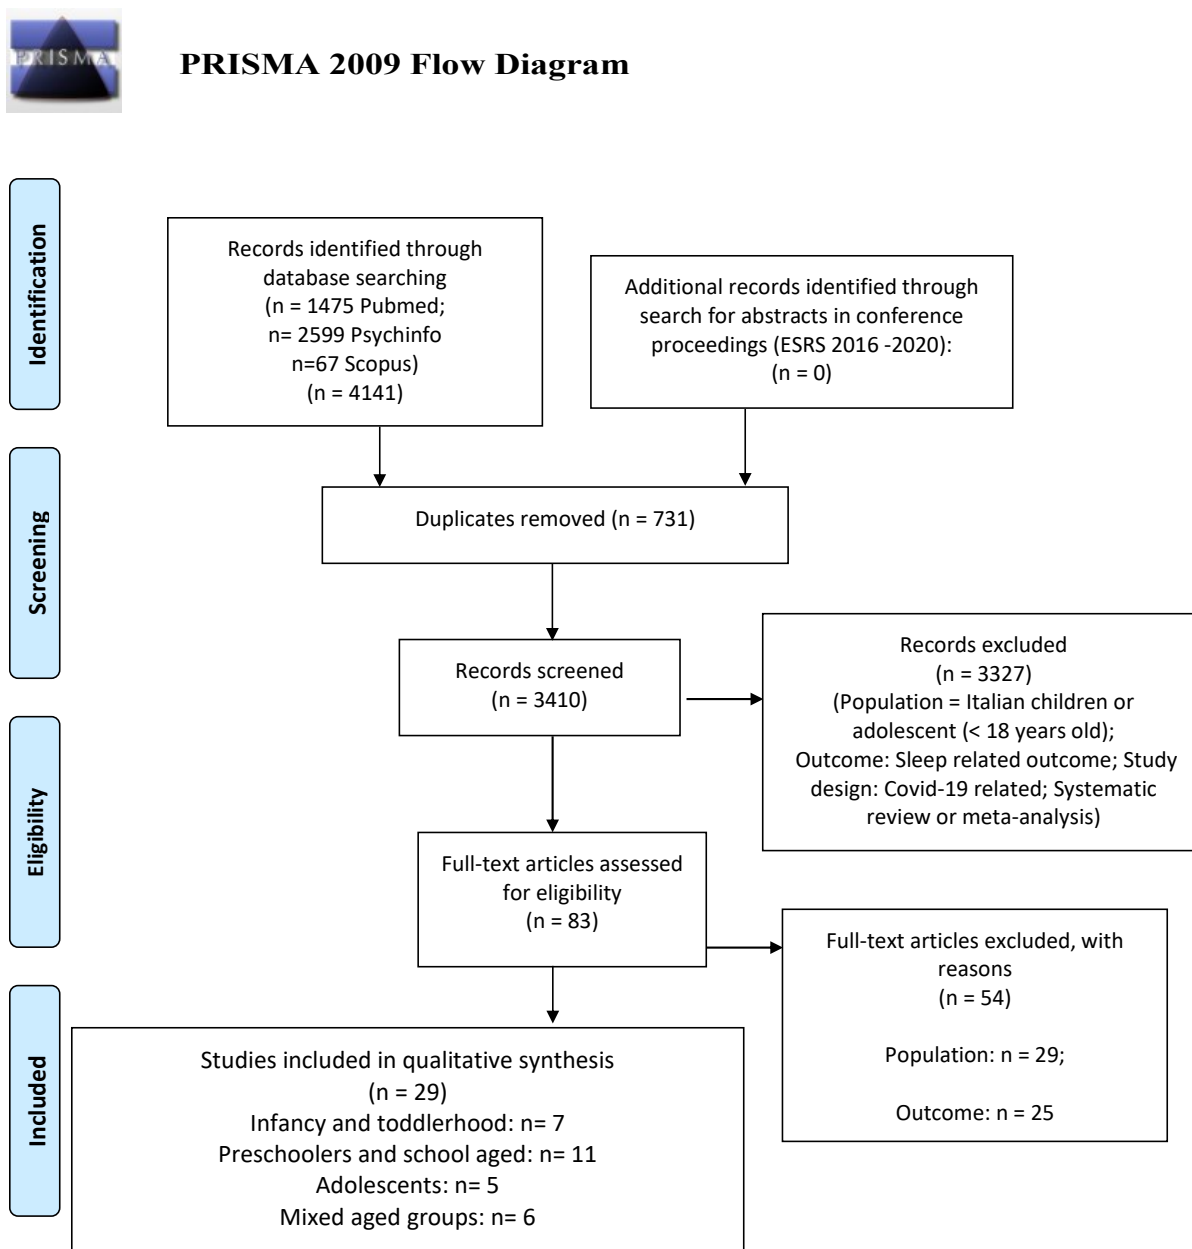 PRISMA
PRISMA 2009 Flow Diagram
Identification
Records identified through
database searching
(n = 1475 Pubmed;
n= 2599 Psychinfo
n=67 Scopus)
(n = 4141)
Additional records identified through
search for abstracts in conference
proceedings (ESRS 2016 -2020):
(n = 0)
Screening
Duplicates removed (n = 731)
Records screened
(n = 3410)
Records excluded
(n = 3327)
(Population = Italian children or
adolescent (< 18 years old);
Outcome: Sleep related outcome; Study
design: Covid-19 related; Systematic
review or meta-analysis)
Eligibility
Full-text articles assessed
for eligibility
(n = 83)
Full-text articles excluded, with
reasons
(n = 54)
Population: n = 29;
Outcome: n = 25
Included
Studies included in qualitative synthesis
(n = 29)
Infancy and toddlerhood: n= 7
Preschoolers and school aged: n= 11
Adolescents: n= 5
Mixed aged groups: n= 6